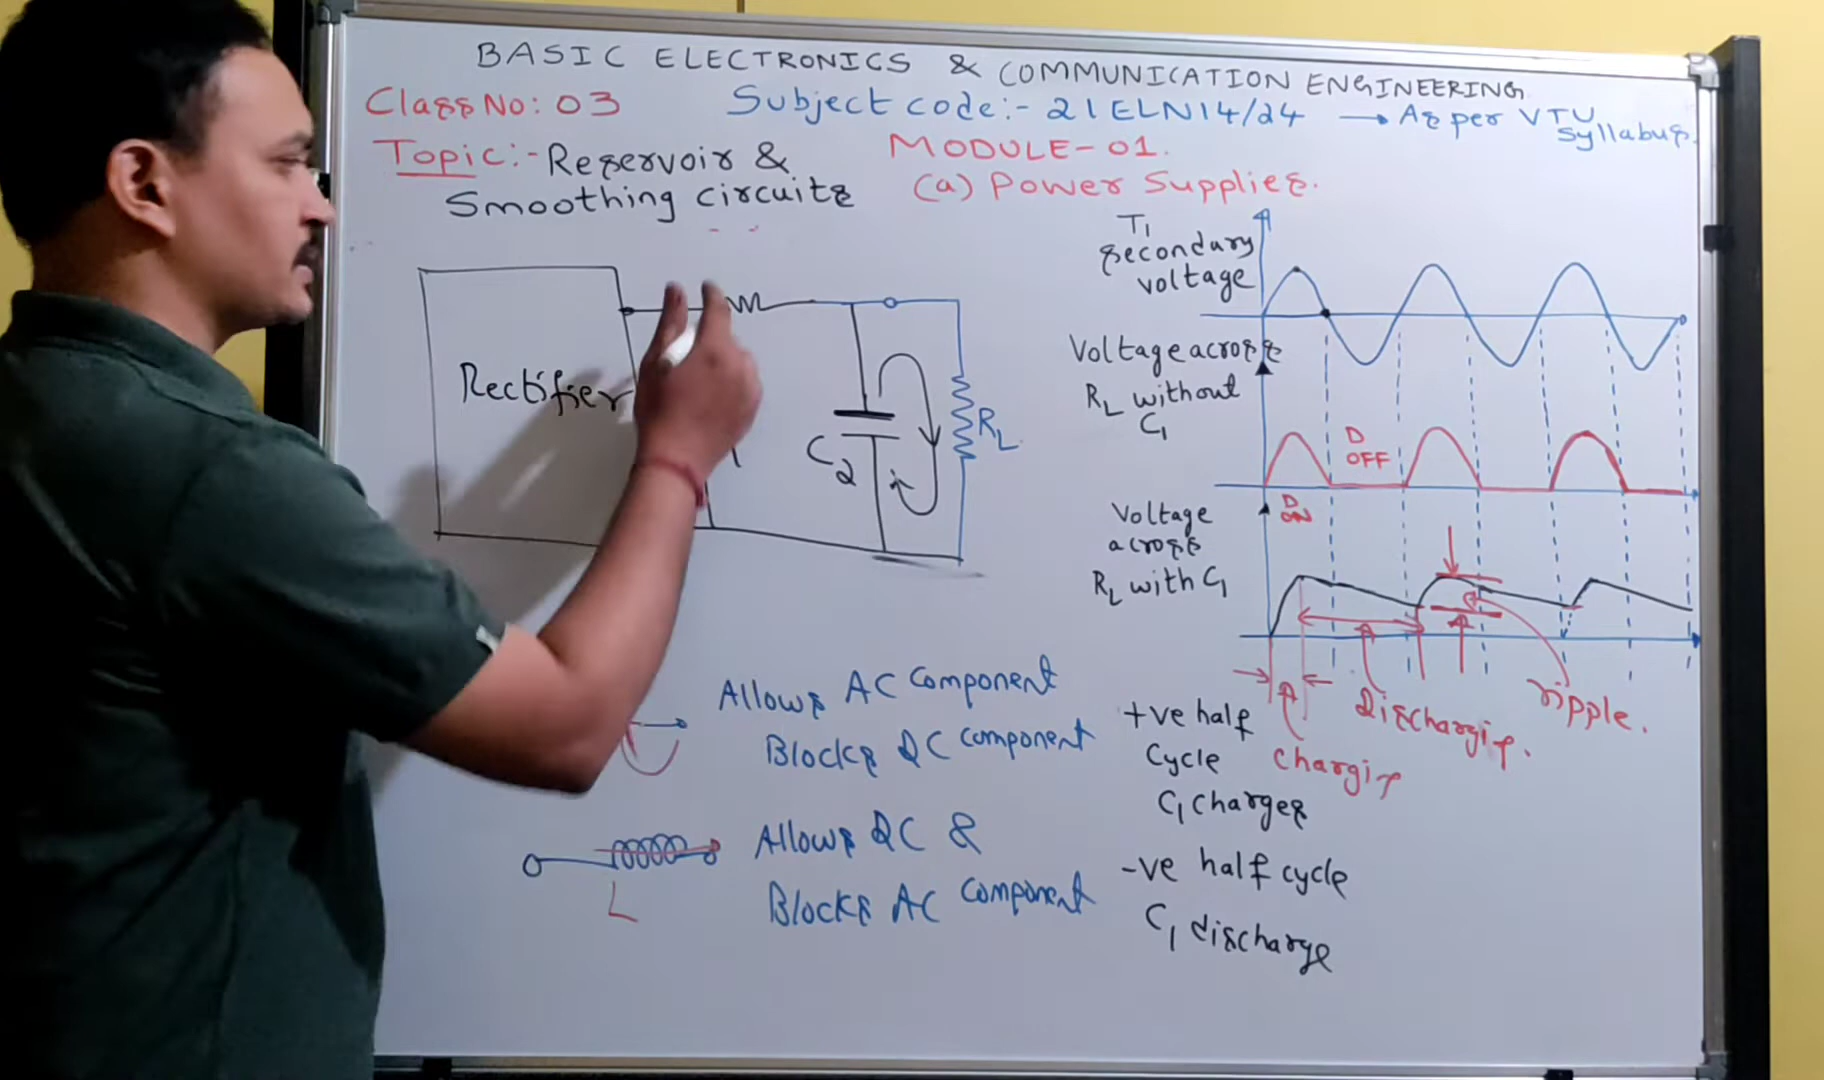 BASIC ELECTRONICS & COMMUNICATION ENGINEERING
Class No: 03
Subject code:- 21ELN14/24 → As per VTU
Syllabus.
Topic:- Reservoir &
Smoothing circuits
MODULE-01.
(a) Power Supplies.
Rectifier
C2
i
RL
T1
secondary
voltage
Voltage across
RL without
C1
D
OFF
D
ON
Voltage
across
RL with C1
ripple.
discharging.
charging
Allows AC component
Blocks DC component
L
Allows DC &
Blocks AC component
+ve half
cycle
C1 charges
-ve half cycle
C1 discharge